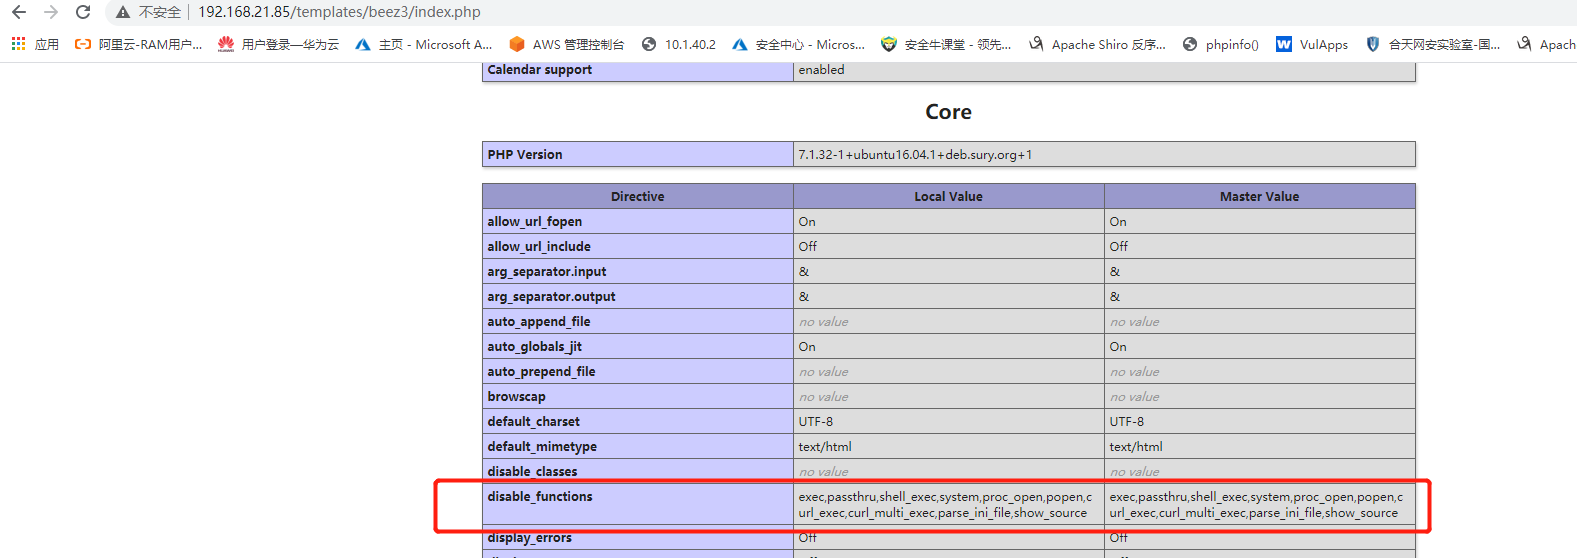 不安全 | 192.168.21.85/templates/beez3/index.php
应用 阿里云-RAM用户... 用户登录—华为云 主页 - Microsoft A... AWS 管理控制台 10.1.40.2 安全中心 - Micros... 安全牛课堂 - 领先... Apache Shiro 反序... phpinfo() VulApps 合天网安实验室-国... Apach
Calendar support enabled
Core
PHP Version 7.1.32-1+ubuntu16.04.1+deb.sury.org+1
Directive Local Value Master Value
allow_url_fopen On On
allow_url_include Off Off
arg_separator.input & &
arg_separator.output & &
auto_append_file no value no value
auto_globals_jit On On
auto_prepend_file no value no value
browscap no value no value
default_charset UTF-8 UTF-8
default_mimetype text/html text/html
disable_classes no value no value
disable_functions exec,passthru,shell_exec,system,proc_open,popen,c exec,passthru,shell_exec,system,proc_open,popen,c
url_exec,curl_multi_exec,parse_ini_file,show_source url_exec,curl_multi_exec,parse_ini_file,show_source
display_errors Off Off